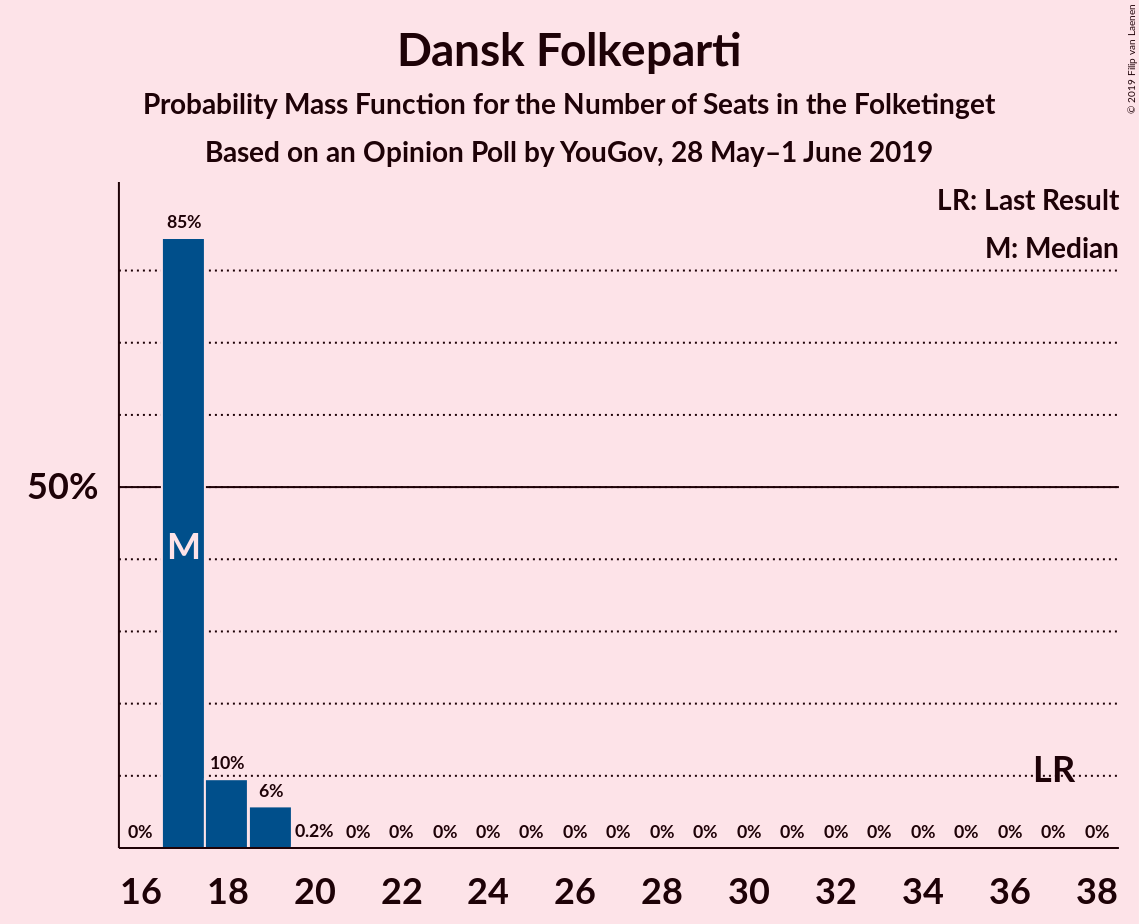 Dansk Folkeparti
Probability Mass Function for the Number of Seats in the Folketinget
Based on an Opinion Poll by YouGov, 28 May–1 June 2019
© 2019 Filip van Laenen
LR: Last Result
M: Median
85%
50%
M
10%
6%
LR
0% 0.2% 0% 0% 0% 0% 0% 0% 0% 0% 0% 0% 0% 0% 0% 0% 0% 0% 0% 0%
16 18 20 22 24 26 28 30 32 34 36 38